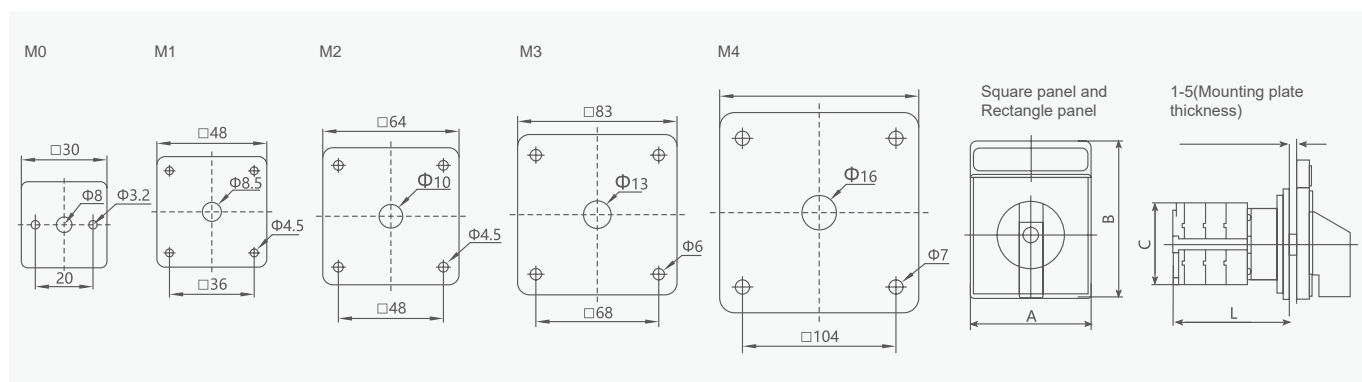 M0
M1
M2
M3
M4
Square panel and
Rectangle panel
1-5(Mounting plate
thickness)
□30
□48
□64
□83
Φ8
Φ3.2
Φ8.5
Φ10
Φ13
Φ16
Φ4.5
Φ4.5
Φ6
Φ7
20
□36
□48
□68
□104
A
B
C
L